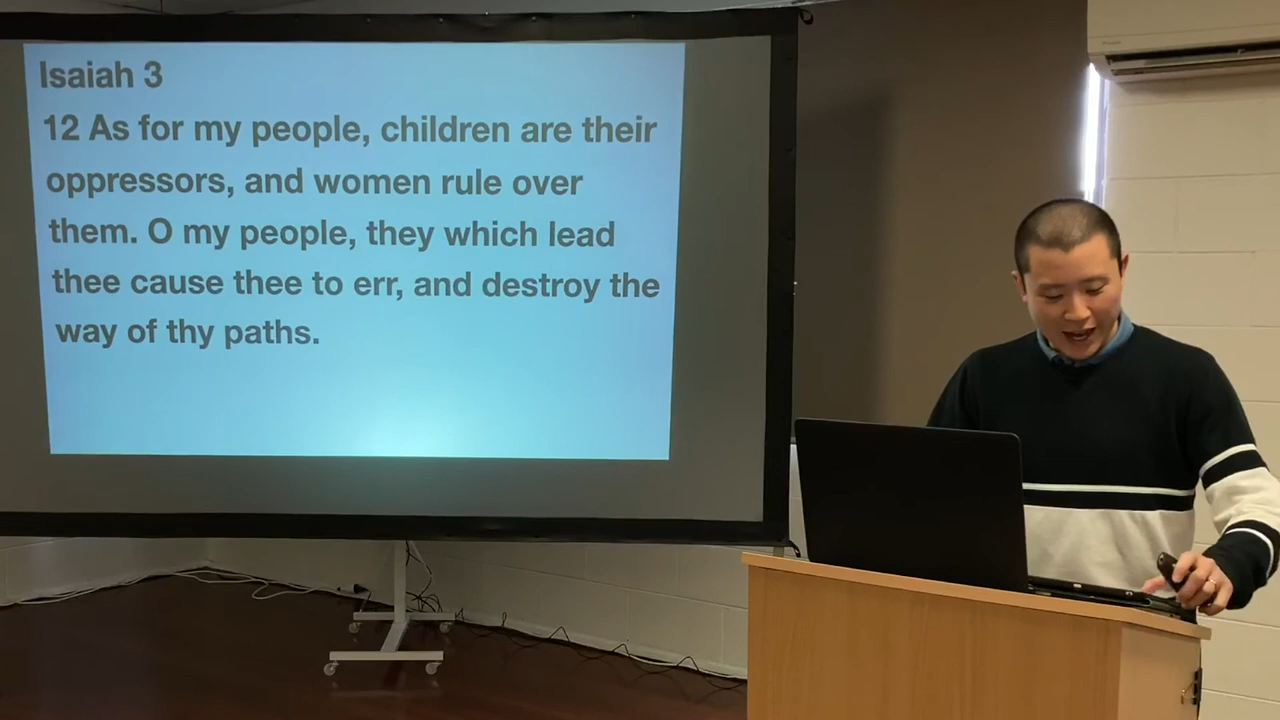 Isaiah 3
12 As for my people, children are their
oppressors, and women rule over
them. O my people, they which lead
thee cause thee to err, and destroy the
way of thy paths.